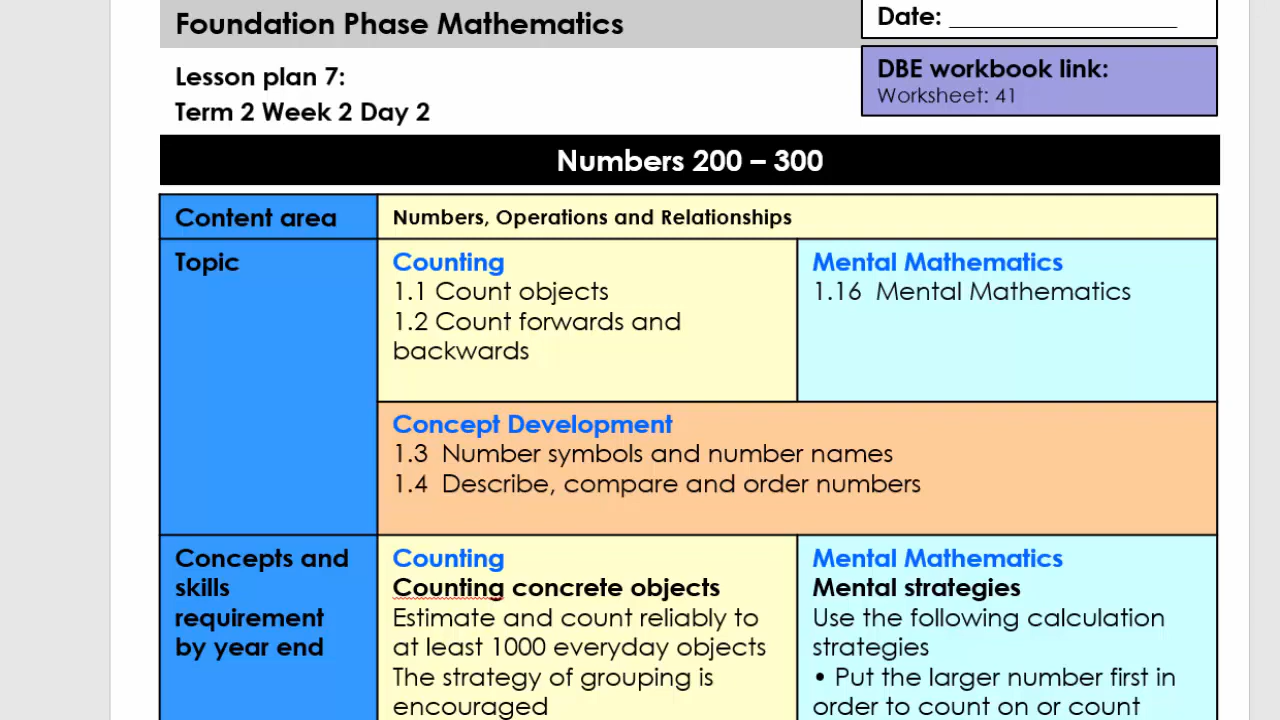 Foundation Phase Mathematics
Date: ____________________
Lesson plan 7:
Term 2 Week 2 Day 2
DBE workbook link:
Worksheet: 41
Numbers 200 – 300
Content area
Numbers, Operations and Relationships
Topic
Counting
1.1 Count objects
1.2 Count forwards and
backwards
Mental Mathematics
1.16 Mental Mathematics
Concept Development
1.3 Number symbols and number names
1.4 Describe, compare and order numbers
Concepts and
skills
requirement
by year end
Counting
Counting concrete objects
Estimate and count reliably to
at least 1000 everyday objects
The strategy of grouping is
encouraged
Mental Mathematics
Mental strategies
Use the following calculation
strategies
• Put the larger number first in
order to count on or count